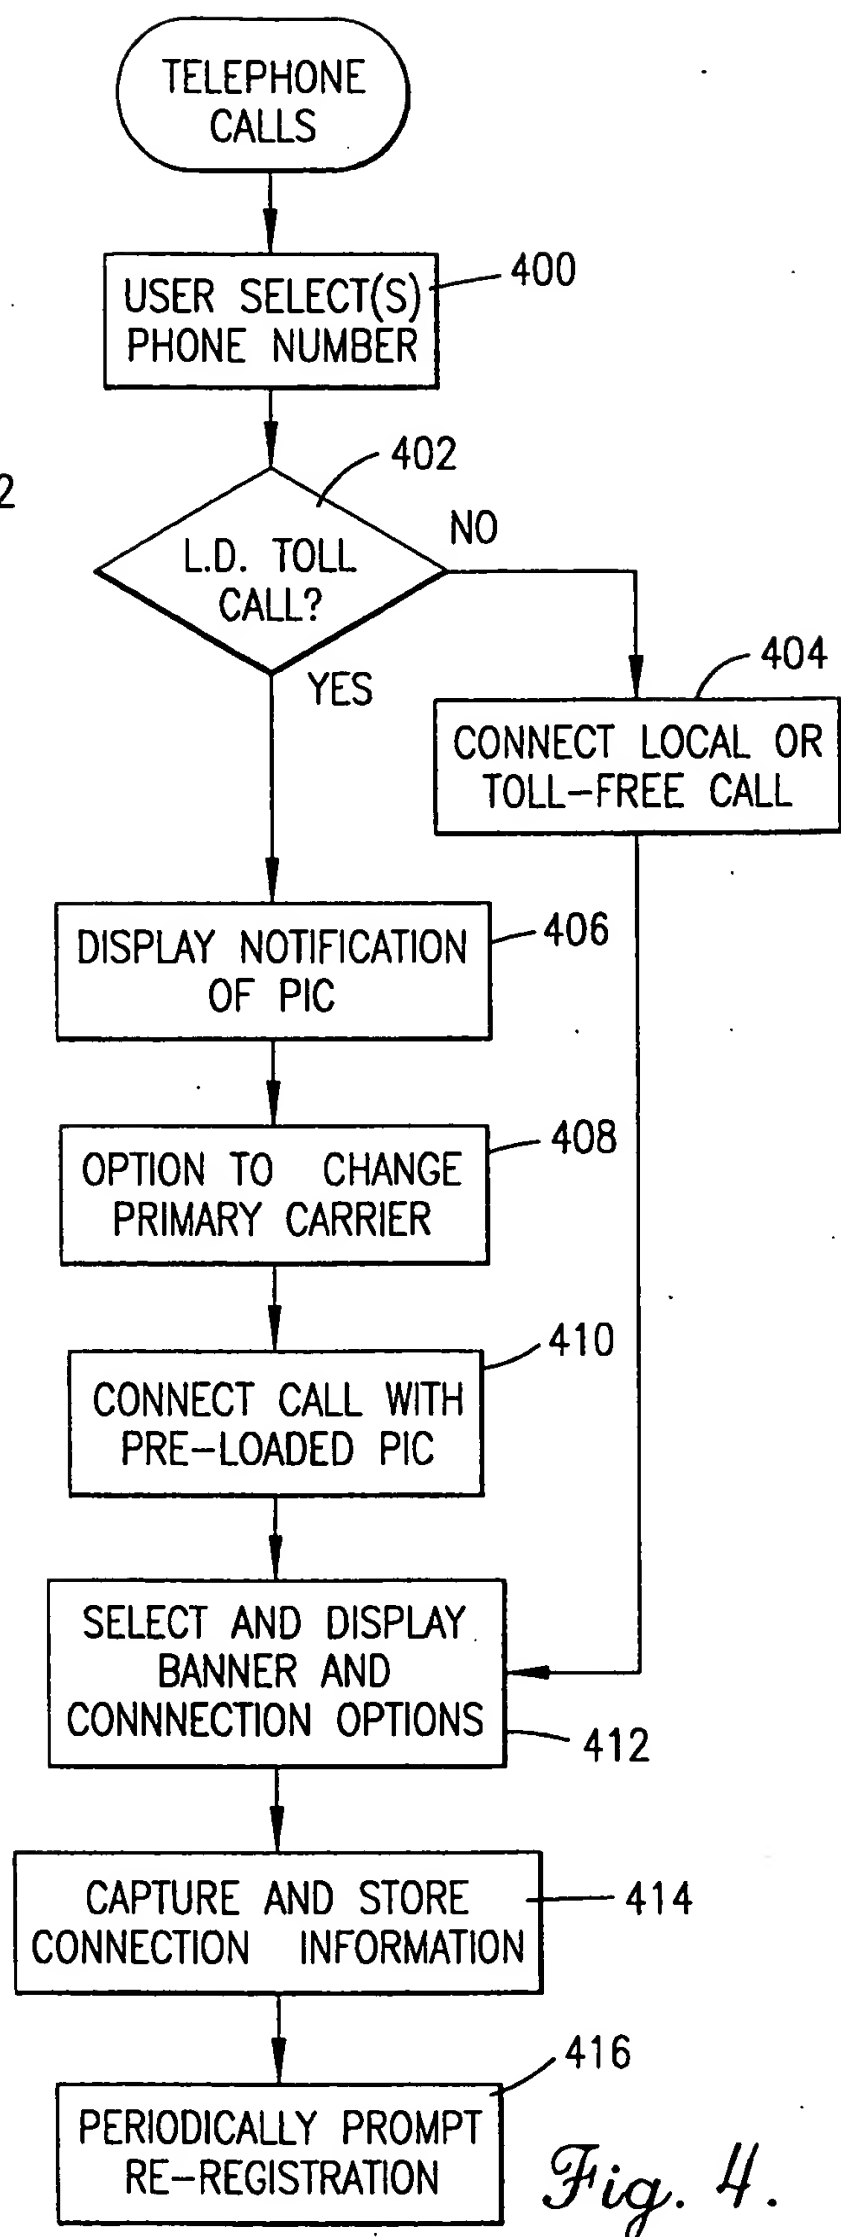 TELEPHONE
CALLS
400
USER SELECT(S)
PHONE NUMBER
402
2
NO
L.D. TOLL
CALL?
YES
404
CONNECT LOCAL OR
TOLL-FREE CALL
406
DISPLAY NOTIFICATION
OF PIC
408
OPTION TO CHANGE
PRIMARY CARRIER
410
CONNECT CALL WITH
PRE-LOADED PIC
SELECT AND DISPLAY
BANNER AND
CONNNECTION OPTIONS
412
CAPTURE AND STORE
CONNECTION INFORMATION
414
416
PERIODICALLY PROMPT
RE-REGISTRATION
Fig. 4.